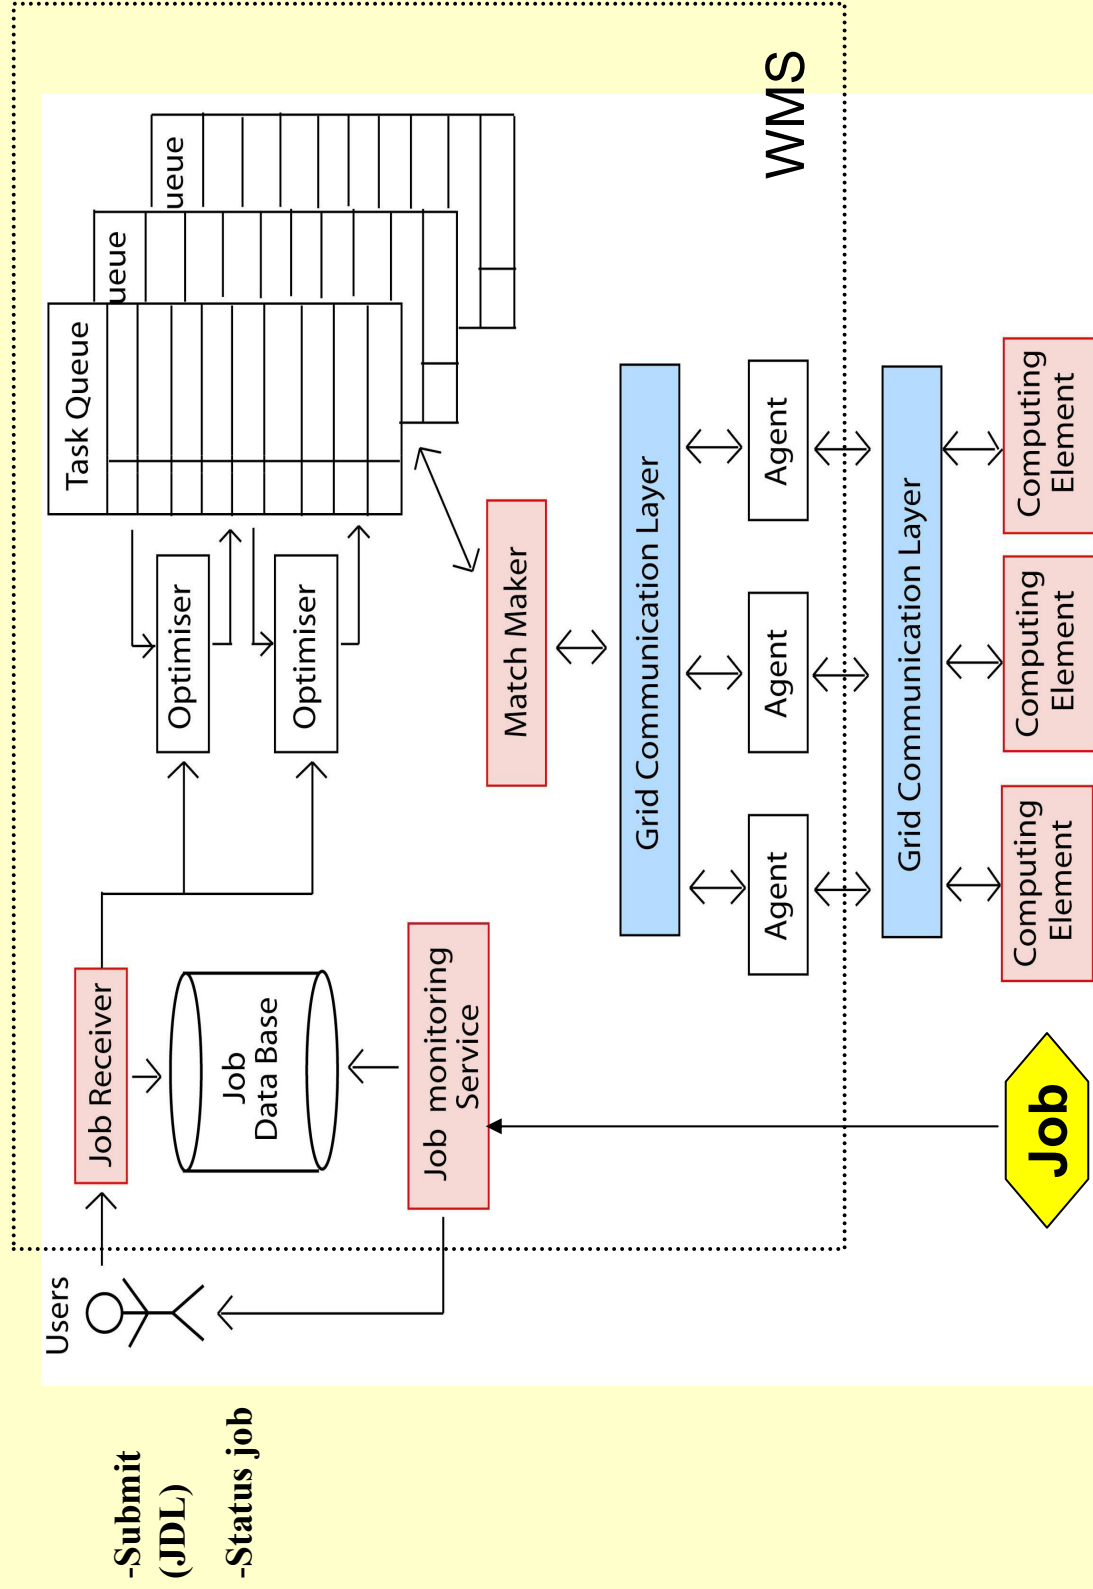 -Submit
(JDL)
-Status job
Users
Job Receiver
Job
Data Base
Job monitoring
Service
Optimiser
Optimiser
Task Queue
ueue
ueue
Match Maker
Grid Communication Layer
Agent
Agent
Agent
WMS
Grid Communication Layer
Job
Computing
Element
Computing
Element
Computing
Element